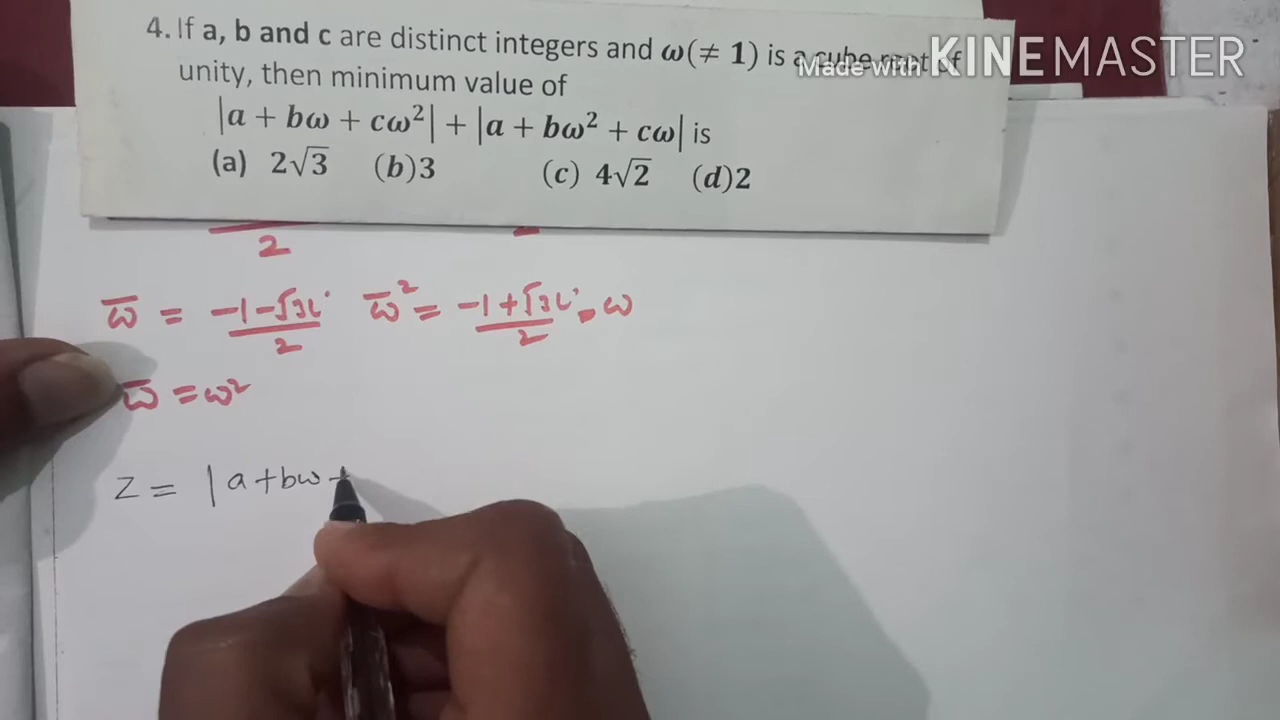 4. If a, b and c are distinct integers and ω(≠ 1) is a cube root of
Made with KINEMASTER
unity, then minimum value of
|a + bω + cω²| + |a + bω² + cω| is
(a) 2√3 (b)3 (c) 4√2 (d)2
2
ω̅ = -1-√3i/2 ω̅² = -1+√3i/2 = ω
ω̅ = ω²
z = |a+bω+